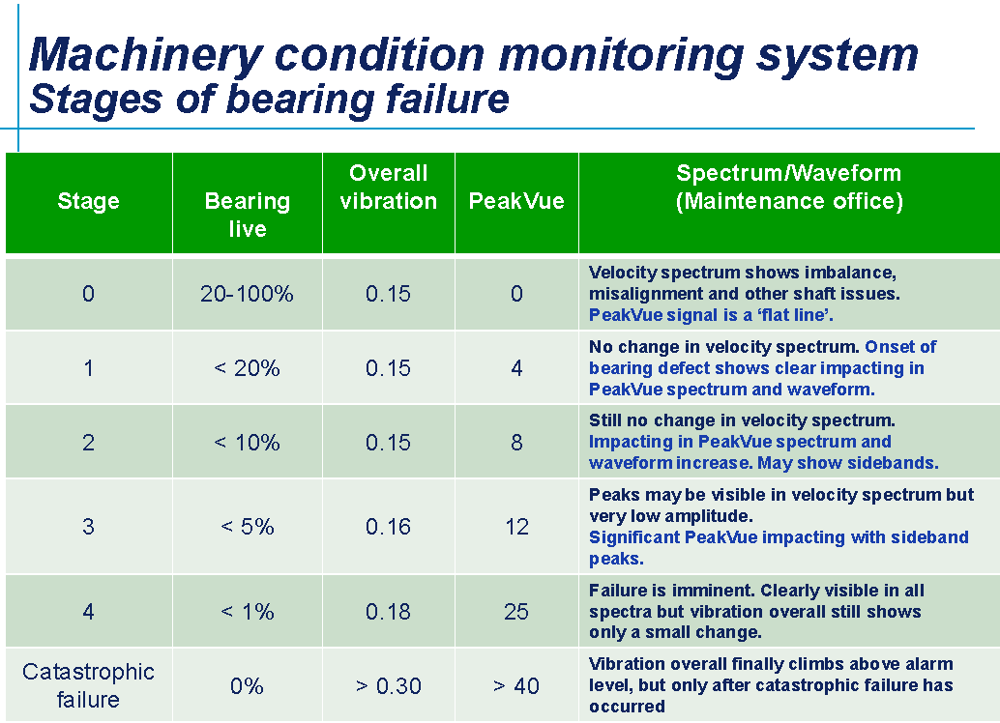 Machinery condition monitoring system
Stages of bearing failure
Stage
Bearing
live
Overall
vibration
PeakVue
Spectrum/Waveform
(Maintenance office)
0
20-100%
0.15
0
Velocity spectrum shows imbalance,
misalignment and other shaft issues.
PeakVue signal is a ‘flat line’.
1
< 20%
0.15
4
No change in velocity spectrum. Onset of
bearing defect shows clear impacting in
PeakVue spectrum and waveform.
2
< 10%
0.15
8
Still no change in velocity spectrum.
Impacting in PeakVue spectrum and
waveform increase. May show sidebands.
3
< 5%
0.16
12
Peaks may be visible in velocity spectrum but
very low amplitude.
Significant PeakVue impacting with sideband
peaks.
4
< 1%
0.18
25
Failure is imminent. Clearly visible in all
spectra but vibration overall still shows
only a small change.
Catastrophic
failure
0%
> 0.30
> 40
Vibration overall finally climbs above alarm
level, but only after catastrophic failure has
occurred